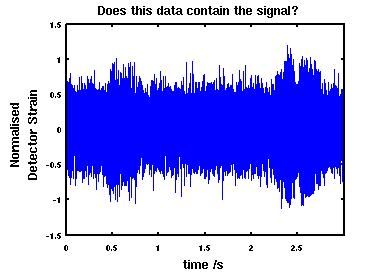 Does this data contain the signal?
1.5
1
0.5
0
-0.5
-1
-1.5
Normalised
Detector Strain
0 0.5 1 1.5 2 2.5
time /s